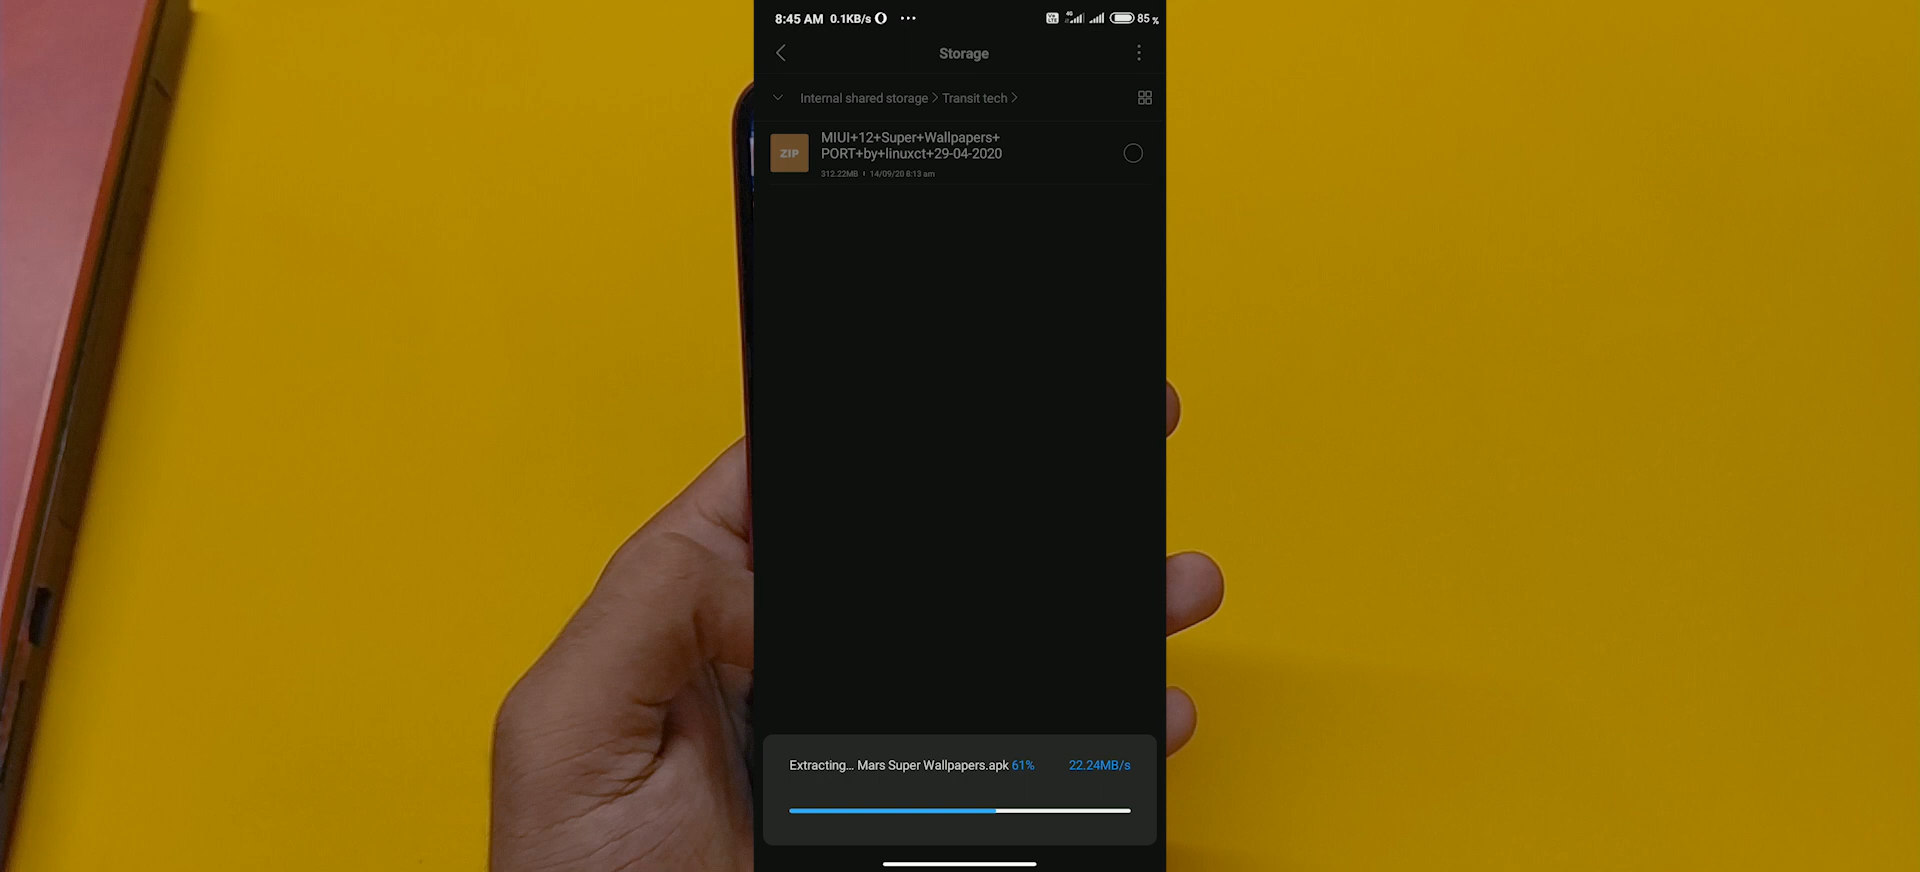 8:45 AM 0.1KB/s
85 %
Storage
Internal shared storage > Transit tech >
ZIP
MIUI+12+Super+Wallpapers+
PORT+by+linuxct+29-04-2020
312.22MB | 14/09/20 8:13 am
Extracting... Mars Super Wallpapers.apk 61% 22.24MB/s